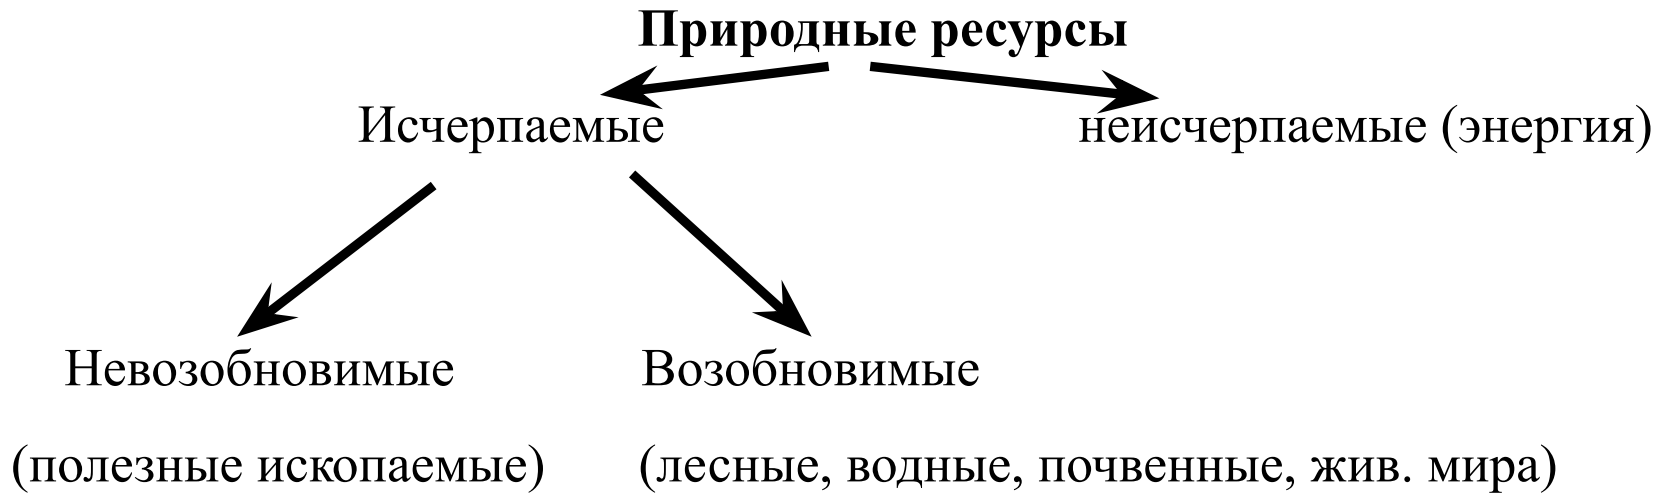 Природные ресурсы
Исчерпаемые
неисчерпаемые (энергия)
Невозобновимые
Возобновимые
(полезные ископаемые)
(лесные, водные, почвенные, жив. мира)